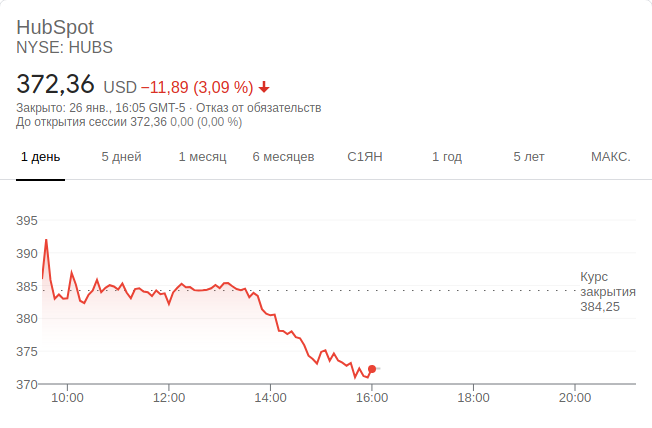 HubSpot
NYSE: HUBS
372,36 USD −11,89 (3,09 %)
Закрыто: 26 янв., 16:05 GMT-5 · Отказ от обязательств
До открытия сессии 372,36 0,00 (0,00 %)
1 день 5 дней 1 месяц 6 месяцев С1ЯН 1 год 5 лет МАКС.
395
390
385
380
375
370
Курс
закрытия
384,25
10:00 12:00 14:00 16:00 18:00 20:00